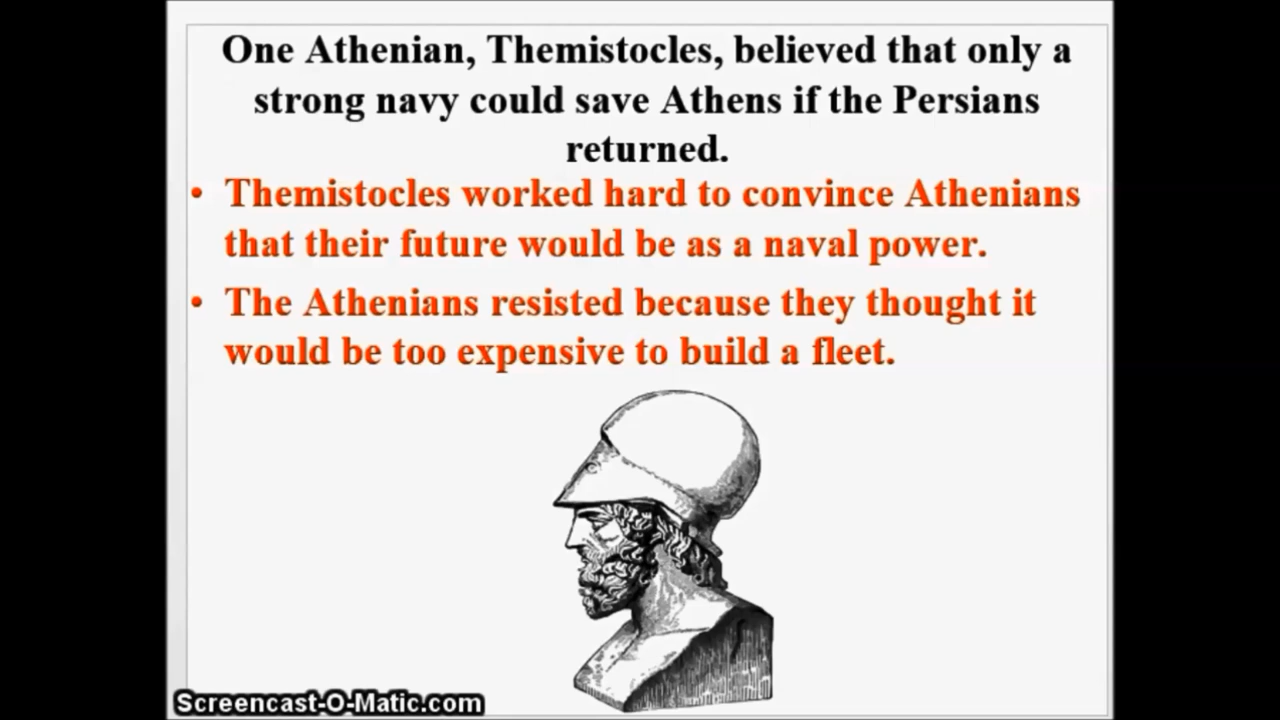 One Athenian, Themistocles, believed that only a
strong navy could save Athens if the Persians
returned.
• Themistocles worked hard to convince Athenians
that their future would be as a naval power.
• The Athenians resisted because they thought it
would be too expensive to build a fleet.
Screencast-O-Matic.com